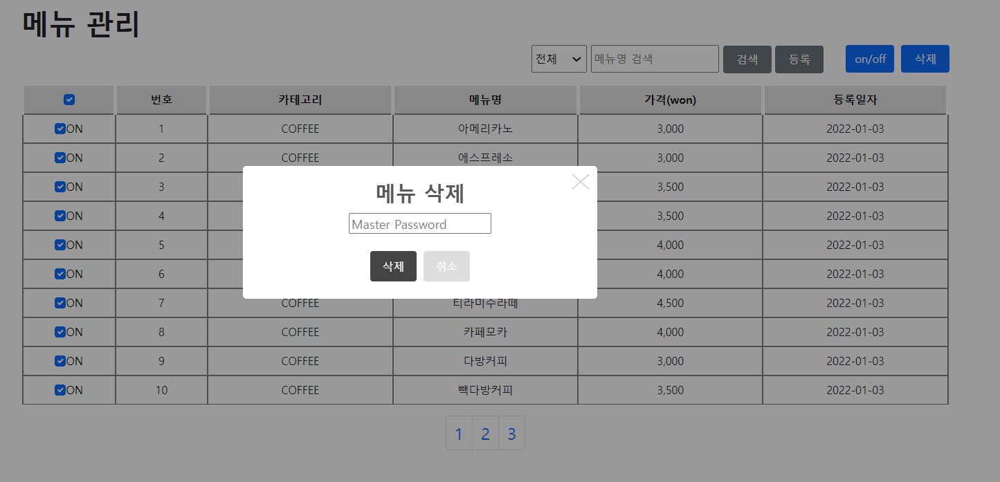 메뉴 관리
전체 메뉴명 검색 검색 등록 on/off 삭제
번호 카테고리 메뉴명 가격(won) 등록일자
ON 1 COFFEE 아메리카노 3,000 2022-01-03
ON 2 COFFEE 에스프레소 3,000 2022-01-03
ON 3 3,500 2022-01-03
ON 4 3,500 2022-01-03
ON 5 4,000 2022-01-03
ON 6 4,000 2022-01-03
메뉴 삭제
Master Password
삭제 취소
ON 7 COFFEE 티라미수라떼 4,500 2022-01-03
ON 8 COFFEE 카페모카 4,000 2022-01-03
ON 9 COFFEE 다방커피 3,000 2022-01-03
ON 10 COFFEE 빽다방커피 3,500 2022-01-03
1 2 3